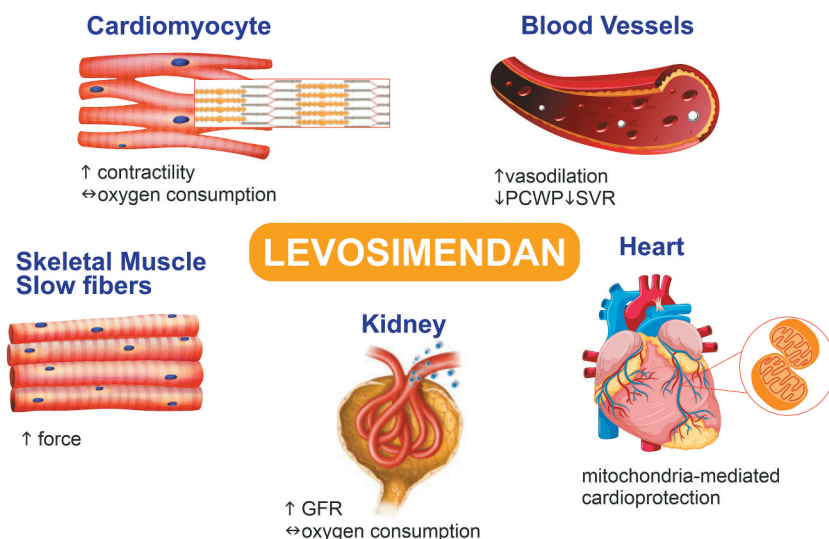 Cardiomyocyte
↑ contractility
↔oxygen consumption
Blood Vessels
↑vasodilation
↓PCWP↓SVR
LEVOSIMENDAN
Skeletal Muscle
Slow fibers
↑ force
Kidney
↑ GFR
↔oxygen consumption
Heart
mitochondria-mediated
cardioprotection